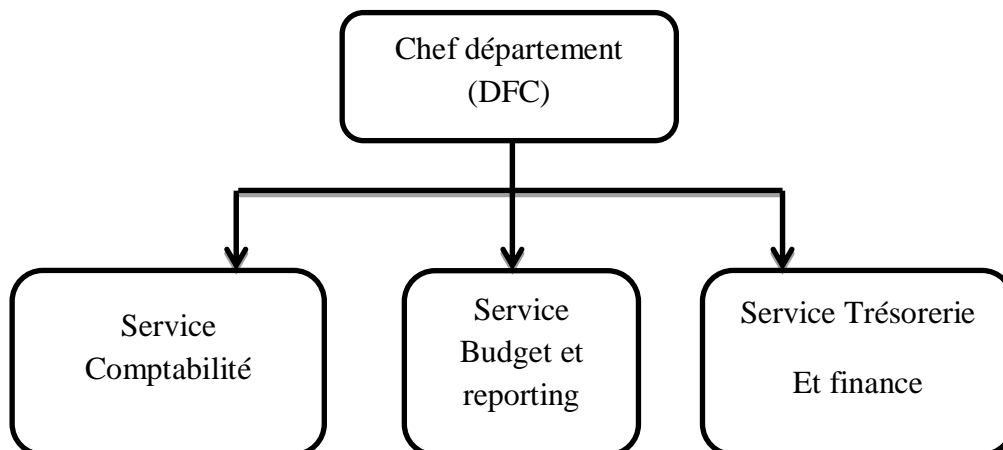 Chef département
(DFC)
Service
Comptabilité
Service
Budget et
reporting
Service Trésorerie
Et finance